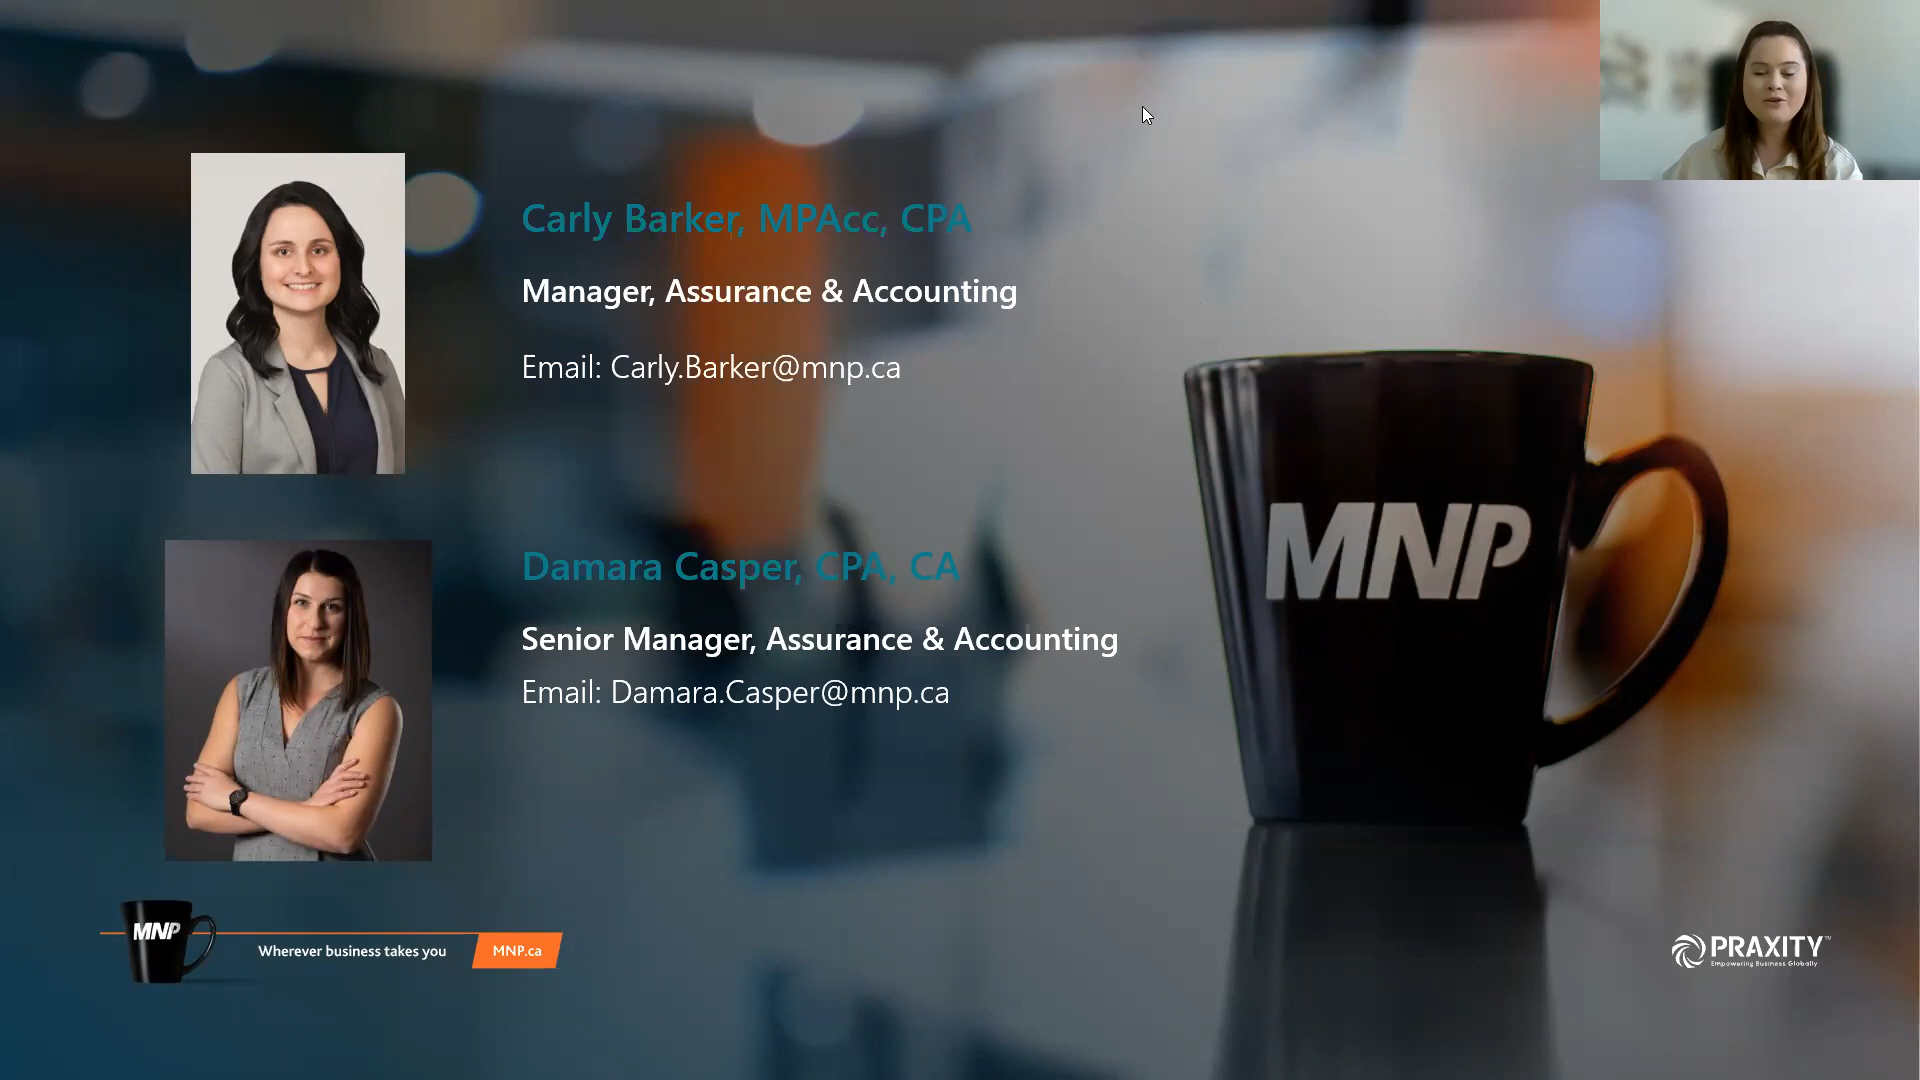 Carly Barker, MPAcc, CPA
Manager, Assurance & Accounting
Email: Carly.Barker@mnp.ca
MNP
Damara Casper, CPA, CA
Senior Manager, Assurance & Accounting
Email: Damara.Casper@mnp.ca
MNP
Wherever business takes you
MNP.ca
PRAXITY™
Empowering Business Globally